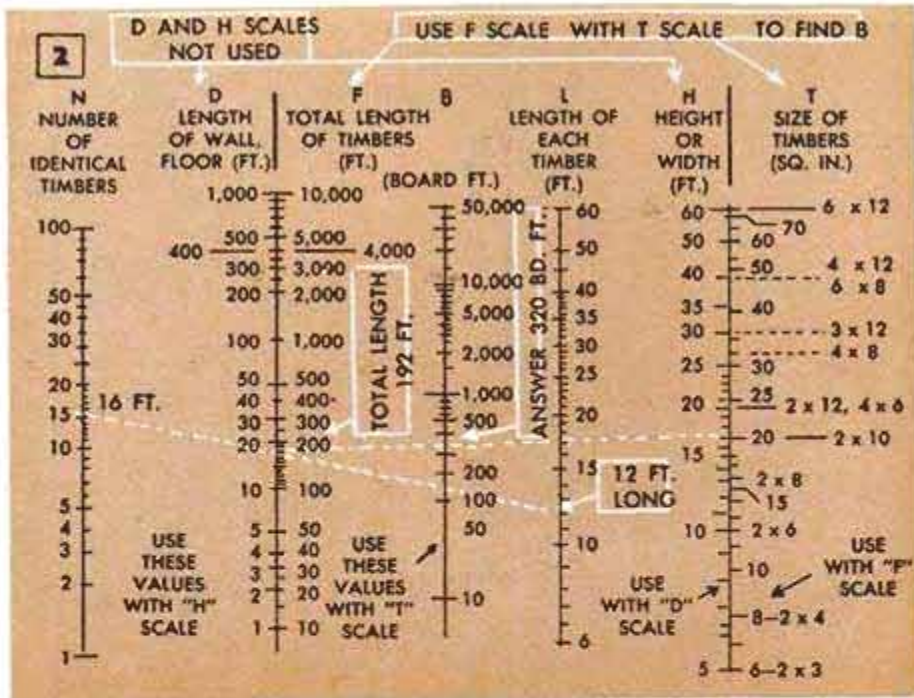 D AND H SCALES
NOT USED
USE F SCALE WITH T SCALE TO FIND B
2
N
NUMBER
OF
IDENTICAL
TIMBERS
D
LENGTH
OF WALL,
FLOOR (FT.)
F
TOTAL LENGTH
OF TIMBERS
(FT.)
B
(BOARD FT.)
L
LENGTH OF
EACH
TIMBER
(FT.)
H
HEIGHT
OR
WIDTH
(FT.)
T
SIZE OF
TIMBERS
(SQ. IN.)
100
50
40
30
20
10
5
4
3
2
1
16 FT.
1,000
500
400
300
200
100
50
40
30
20
10
5
4
3
2
1
10,000
5,000
4,000
3,000
2,000
1,000
500
400
300
200
100
50
40
30
20
10
TOTAL LENGTH
192 FT.
50,000
10,000
5,000
2,000
1,000
500
200
100
50
10
ANSWER 320 BD. FT.
60
50
40
35
30
25
20
15
10
6
12 FT.
LONG
60
50
40
35
30
25
20
15
10
5
70
60
50
40
30
25
20
15
10
8–2 x 4
6–2 x 3
6 x 12
4 x 12
6 x 8
3 x 12
4 x 8
2 x 12, 4 x 6
2 x 10
2 x 8
2 x 6
USE
THESE
VALUES
WITH "H"
SCALE
USE
THESE
VALUES
WITH "T"
SCALE
USE
WITH "D"
SCALE
USE
WITH "F"
SCALE